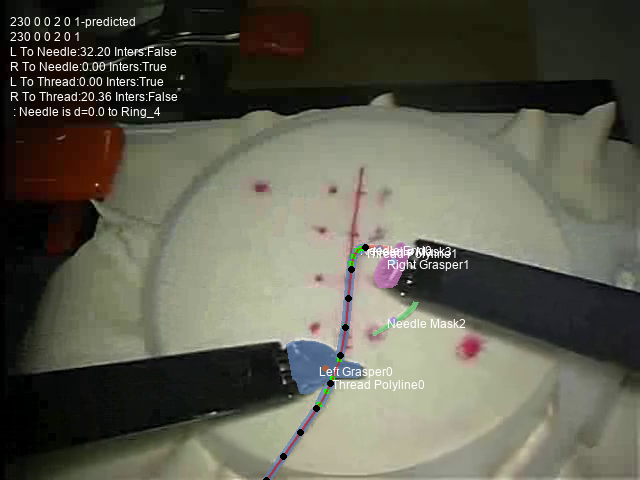 230 0 0 2 0 1-predicted
230 0 0 2 0 1
L To Needle:32.20 Inters:False
R To Needle:0.00 Inters:True
L To Thread:0.00 Inters:True
R To Thread:20.36 Inters:False
: Needle is d=0.0 to Ring_4
Thread Polyline1
Right Grasper1
Needle Mask2
Left Grasper0
Thread Polyline0